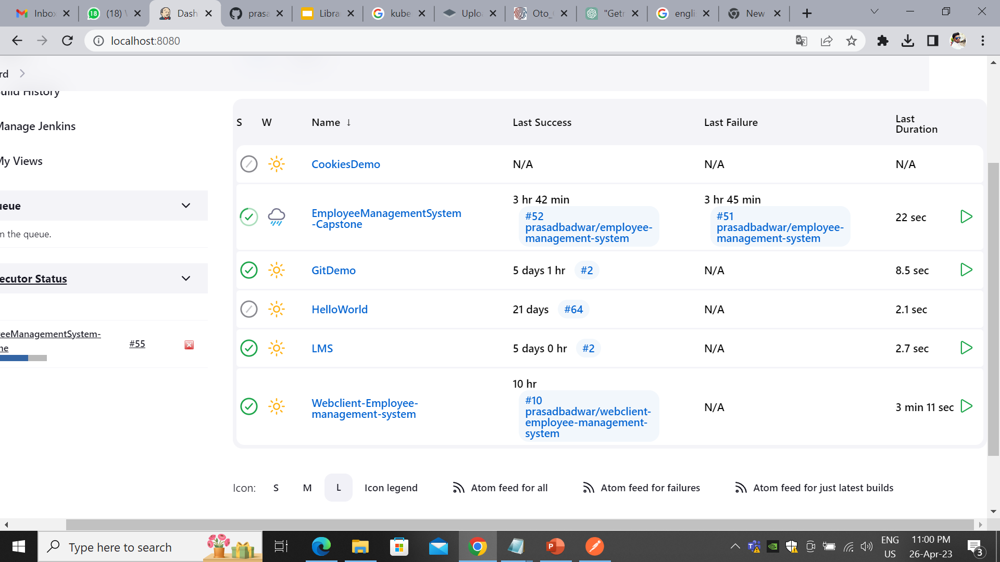 Inbo
(18) \
Dash
prasa
Libra
kube
Uplo
Oto_
"Getr
engli
New
localhost:8080
rd
uild History
Manage Jenkins
My Views
ueue
n the queue.
ecutor Status
eeManagementSystem-
ne
#55
S W Name ↓ Last Success Last Failure Last
Duration
CookiesDemo N/A N/A N/A
EmployeeManagementSystem
-Capstone
3 hr 42 min
#52
prasadbadwar/employee-
management-system
3 hr 45 min
#51
prasadbadwar/employee-
management-system
22 sec
GitDemo 5 days 1 hr #2 N/A 8.5 sec
HelloWorld 21 days #64 N/A 2.1 sec
LMS 5 days 0 hr #2 N/A 2.7 sec
Webclient-Employee-
management-system
10 hr
#10
prasadbadwar/webclient-
employee-management-
system
N/A
3 min 11 sec
Icon: S M L Icon legend Atom feed for all Atom feed for failures Atom feed for just latest builds
Type here to search
ENG
US
11:00 PM
26-Apr-23
3